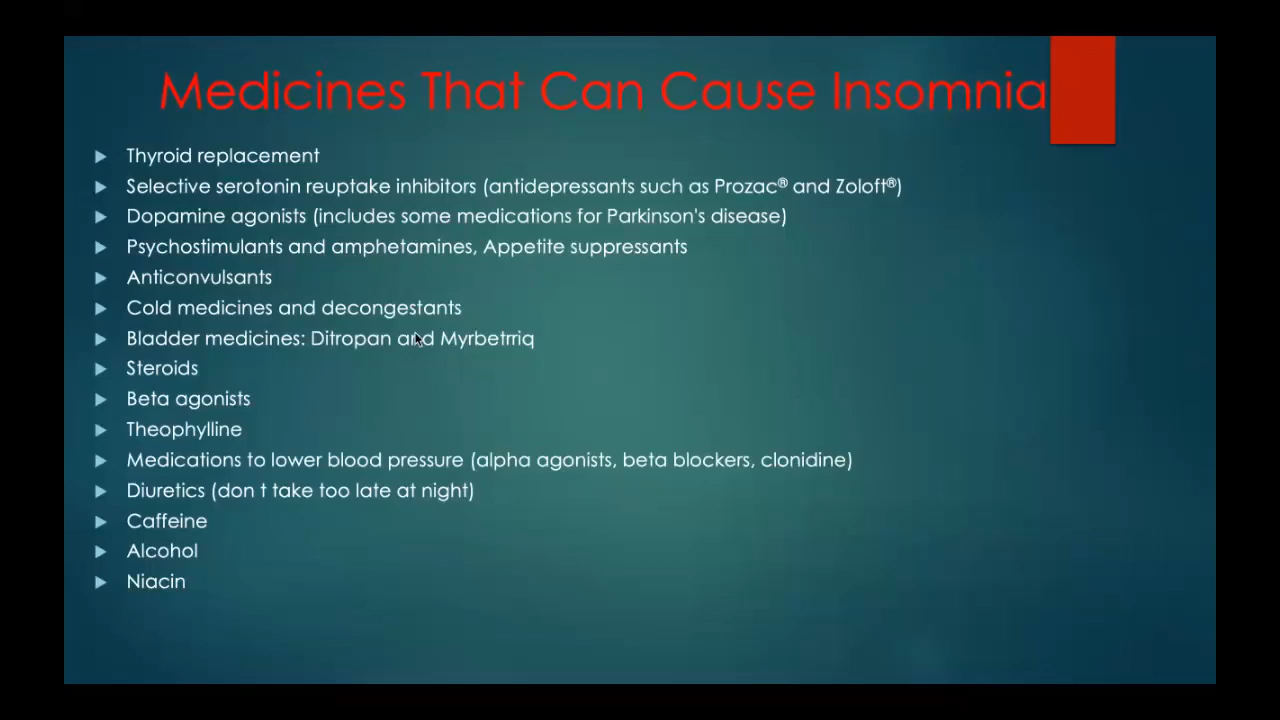 Medicines That Can Cause Insomnia
Thyroid replacement
Selective serotonin reuptake inhibitors (antidepressants such as Prozac® and Zoloft®)
Dopamine agonists (includes some medications for Parkinson's disease)
Psychostimulants and amphetamines, Appetite suppressants
Anticonvulsants
Cold medicines and decongestants
Bladder medicines: Ditropan and Myrbetrriq
Steroids
Beta agonists
Theophylline
Medications to lower blood pressure (alpha agonists, beta blockers, clonidine)
Diuretics (don t take too late at night)
Caffeine
Alcohol
Niacin